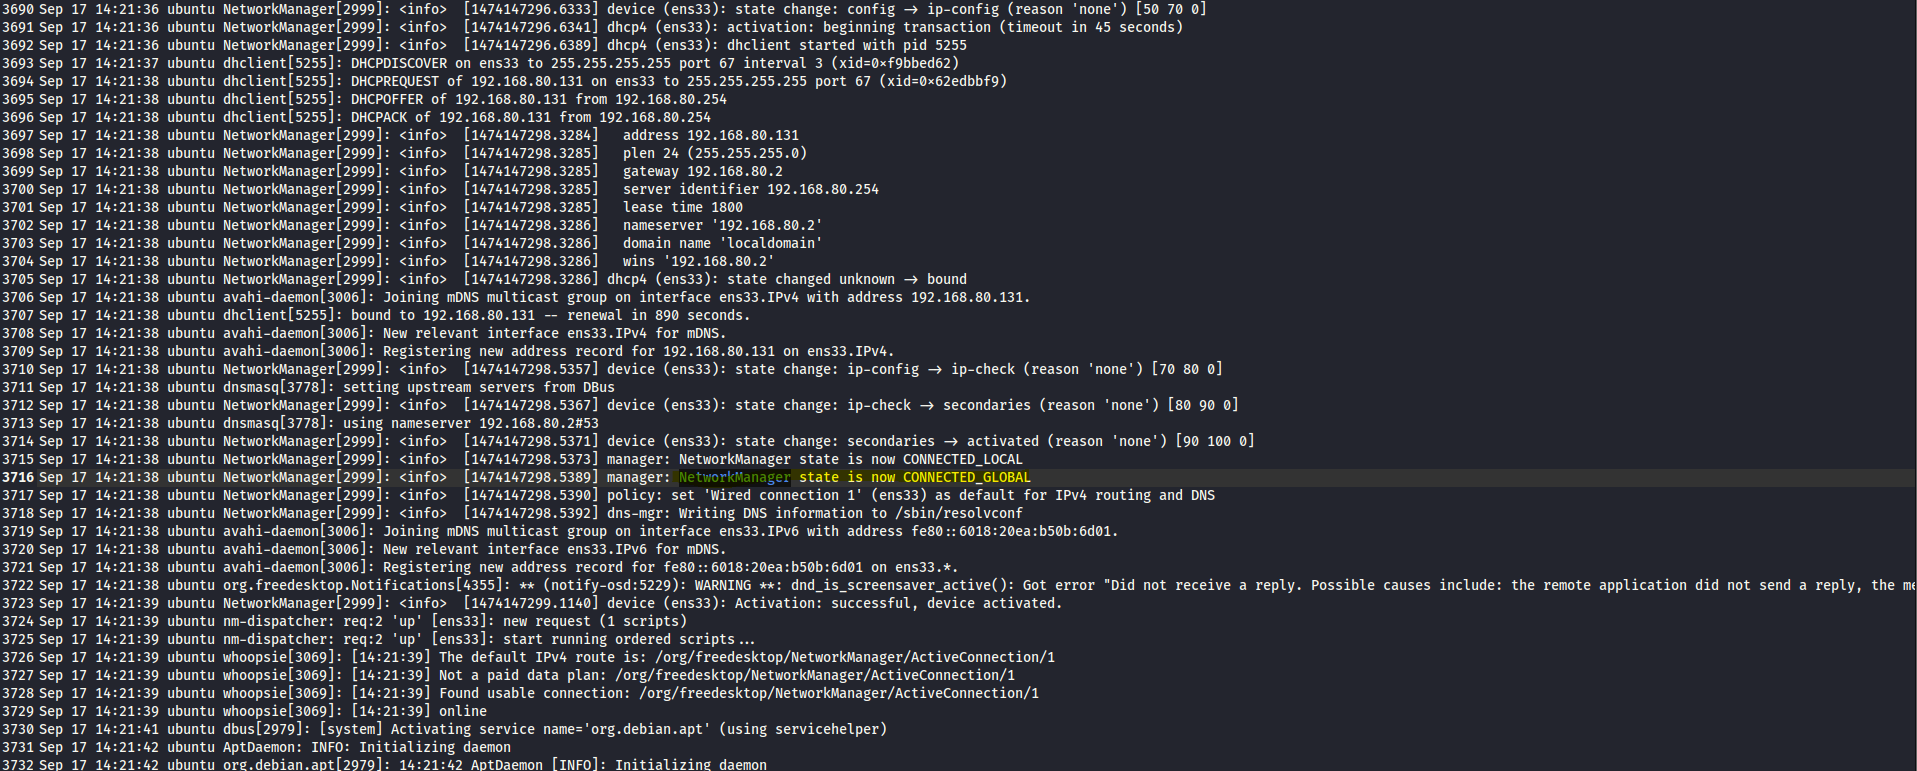 3690 Sep 17 14:21:36 ubuntu NetworkManager[2999]: <info>  [1474147296.6333] device (ens33): state change: config → ip-config (reason 'none') [50 70 0]
3691 Sep 17 14:21:36 ubuntu NetworkManager[2999]: <info>  [1474147296.6341] dhcp4 (ens33): activation: beginning transaction (timeout in 45 seconds)
3692 Sep 17 14:21:36 ubuntu NetworkManager[2999]: <info>  [1474147296.6389] dhcp4 (ens33): dhclient started with pid 5255
3693 Sep 17 14:21:37 ubuntu dhclient[5255]: DHCPDISCOVER on ens33 to 255.255.255.255 port 67 interval 3 (xid=0×f9bbed62)
3694 Sep 17 14:21:38 ubuntu dhclient[5255]: DHCPREQUEST of 192.168.80.131 on ens33 to 255.255.255.255 port 67 (xid=0×62edbbf9)
3695 Sep 17 14:21:38 ubuntu dhclient[5255]: DHCPOFFER of 192.168.80.131 from 192.168.80.254
3696 Sep 17 14:21:38 ubuntu dhclient[5255]: DHCPACK of 192.168.80.131 from 192.168.80.254
3697 Sep 17 14:21:38 ubuntu NetworkManager[2999]: <info>  [1474147298.3284]   address 192.168.80.131
3698 Sep 17 14:21:38 ubuntu NetworkManager[2999]: <info>  [1474147298.3285]   plen 24 (255.255.255.0)
3699 Sep 17 14:21:38 ubuntu NetworkManager[2999]: <info>  [1474147298.3285]   gateway 192.168.80.2
3700 Sep 17 14:21:38 ubuntu NetworkManager[2999]: <info>  [1474147298.3285]   server identifier 192.168.80.254
3701 Sep 17 14:21:38 ubuntu NetworkManager[2999]: <info>  [1474147298.3285]   lease time 1800
3702 Sep 17 14:21:38 ubuntu NetworkManager[2999]: <info>  [1474147298.3286]   nameserver '192.168.80.2'
3703 Sep 17 14:21:38 ubuntu NetworkManager[2999]: <info>  [1474147298.3286]   domain name 'localdomain'
3704 Sep 17 14:21:38 ubuntu NetworkManager[2999]: <info>  [1474147298.3286]   wins '192.168.80.2'
3705 Sep 17 14:21:38 ubuntu NetworkManager[2999]: <info>  [1474147298.3286] dhcp4 (ens33): state changed unknown → bound
3706 Sep 17 14:21:38 ubuntu avahi-daemon[3006]: Joining mDNS multicast group on interface ens33.IPv4 with address 192.168.80.131.
3707 Sep 17 14:21:38 ubuntu dhclient[5255]: bound to 192.168.80.131 -- renewal in 890 seconds.
3708 Sep 17 14:21:38 ubuntu avahi-daemon[3006]: New relevant interface ens33.IPv4 for mDNS.
3709 Sep 17 14:21:38 ubuntu avahi-daemon[3006]: Registering new address record for 192.168.80.131 on ens33.IPv4.
3710 Sep 17 14:21:38 ubuntu NetworkManager[2999]: <info>  [1474147298.5357] device (ens33): state change: ip-config → ip-check (reason 'none') [70 80 0]
3711 Sep 17 14:21:38 ubuntu dnsmasq[3778]: setting upstream servers from DBus
3712 Sep 17 14:21:38 ubuntu NetworkManager[2999]: <info>  [1474147298.5367] device (ens33): state change: ip-check → secondaries (reason 'none') [80 90 0]
3713 Sep 17 14:21:38 ubuntu dnsmasq[3778]: using nameserver 192.168.80.2#53
3714 Sep 17 14:21:38 ubuntu NetworkManager[2999]: <info>  [1474147298.5371] device (ens33): state change: secondaries → activated (reason 'none') [90 100 0]
3715 Sep 17 14:21:38 ubuntu NetworkManager[2999]: <info>  [1474147298.5373] manager: NetworkManager state is now CONNECTED_LOCAL
3716 Sep 17 14:21:38 ubuntu NetworkManager[2999]: <info>  [1474147298.5389] manager: NetworkManager state is now CONNECTED_GLOBAL
3717 Sep 17 14:21:38 ubuntu NetworkManager[2999]: <info>  [1474147298.5390] policy: set 'Wired connection 1' (ens33) as default for IPv4 routing and DNS
3718 Sep 17 14:21:38 ubuntu NetworkManager[2999]: <info>  [1474147298.5392] dns-mgr: Writing DNS information to /sbin/resolvconf
3719 Sep 17 14:21:38 ubuntu avahi-daemon[3006]: Joining mDNS multicast group on interface ens33.IPv6 with address fe80::6018:20ea:b50b:6d01.
3720 Sep 17 14:21:38 ubuntu avahi-daemon[3006]: New relevant interface ens33.IPv6 for mDNS.
3721 Sep 17 14:21:38 ubuntu avahi-daemon[3006]: Registering new address record for fe80::6018:20ea:b50b:6d01 on ens33.*.
3722 Sep 17 14:21:38 ubuntu org.freedesktop.Notifications[4355]: ** (notify-osd:5229): WARNING **: dnd_is_screensaver_active(): Got error "Did not receive a reply. Possible causes include: the remote application did not send a reply, the me
3723 Sep 17 14:21:39 ubuntu NetworkManager[2999]: <info>  [1474147299.1140] device (ens33): Activation: successful, device activated.
3724 Sep 17 14:21:39 ubuntu nm-dispatcher: req:2 'up' [ens33]: new request (1 scripts)
3725 Sep 17 14:21:39 ubuntu nm-dispatcher: req:2 'up' [ens33]: start running ordered scripts...
3726 Sep 17 14:21:39 ubuntu whoopsie[3069]: [14:21:39] The default IPv4 route is: /org/freedesktop/NetworkManager/ActiveConnection/1
3727 Sep 17 14:21:39 ubuntu whoopsie[3069]: [14:21:39] Not a paid data plan: /org/freedesktop/NetworkManager/ActiveConnection/1
3728 Sep 17 14:21:39 ubuntu whoopsie[3069]: [14:21:39] Found usable connection: /org/freedesktop/NetworkManager/ActiveConnection/1
3729 Sep 17 14:21:39 ubuntu whoopsie[3069]: [14:21:39] online
3730 Sep 17 14:21:41 ubuntu dbus[2979]: [system] Activating service name='org.debian.apt' (using servicehelper)
3731 Sep 17 14:21:42 ubuntu AptDaemon: INFO: Initializing daemon
3732 Sep 17 14:21:42 ubuntu org.debian.apt[2979]: 14:21:42 AptDaemon [INFO]: Initializing daemon